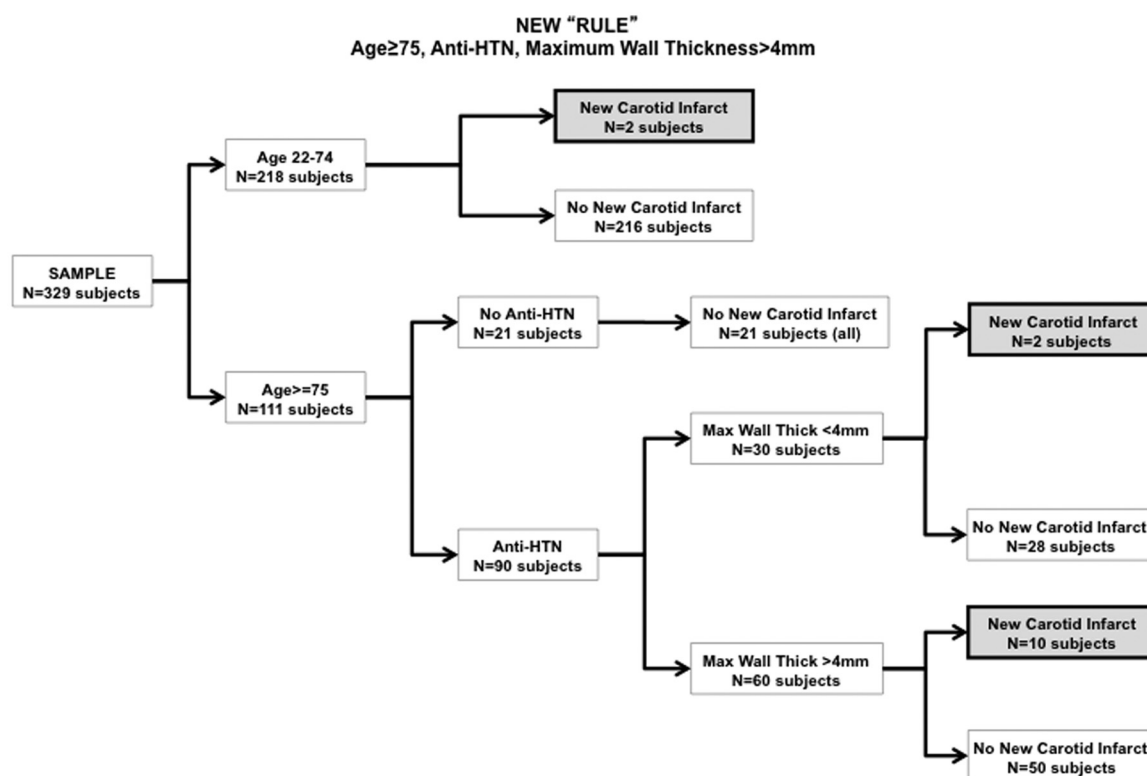 NEW “RULE”
Age≥75, Anti-HTN, Maximum Wall Thickness>4mm
New Carotid Infarct
N=2 subjects
Age 22-74
N=218 subjects
No New Carotid Infarct
N=216 subjects
SAMPLE
N=329 subjects
No Anti-HTN
N=21 subjects
No New Carotid Infarct
N=21 subjects (all)
New Carotid Infarct
N=2 subjects
Age>=75
N=111 subjects
Max Wall Thick <4mm
N=30 subjects
No New Carotid Infarct
N=28 subjects
Anti-HTN
N=90 subjects
New Carotid Infarct
N=10 subjects
Max Wall Thick >4mm
N=60 subjects
No New Carotid Infarct
N=50 subjects